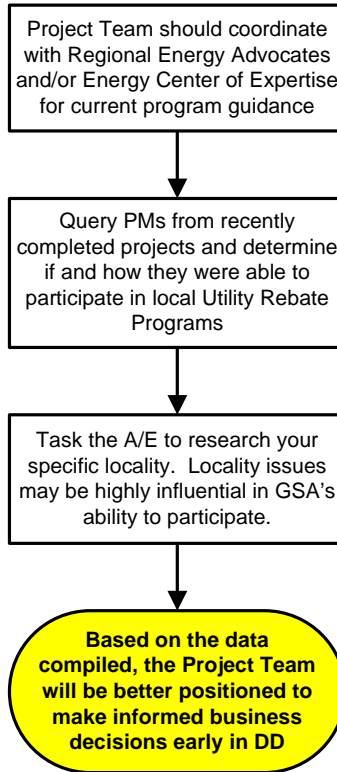 Project Team should coordinate
with Regional Energy Advocates
and/or Energy Center of Expertise
for current program guidance
Query PMs from recently
completed projects and determine
if and how they were able to
participate in local Utility Rebate
Programs
Task the A/E to research your
specific locality.  Locality issues
may be highly influential in GSA's
ability to participate.
Based on the data
compiled, the Project Team
will be better positioned to
make informed business
decisions early in DD